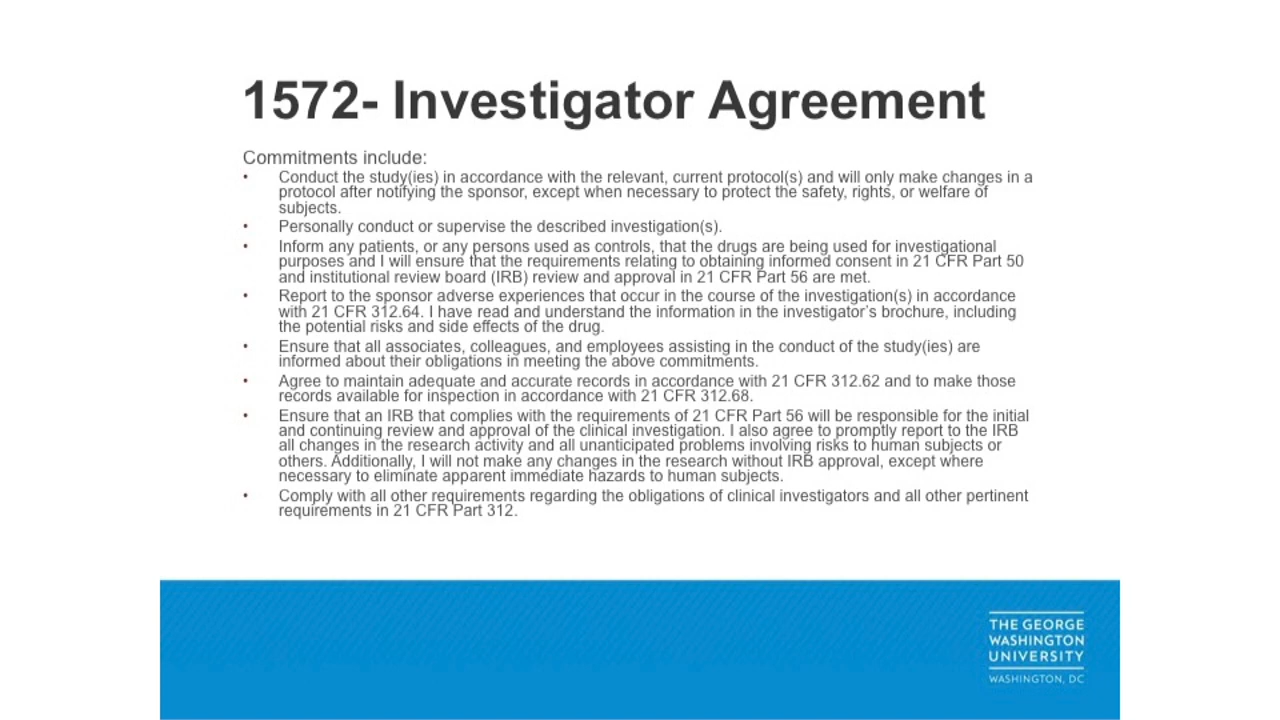 1572- Investigator Agreement
Commitments include:
• Conduct the study(ies) in accordance with the relevant, current protocol(s) and will only make changes in a
protocol after notifying the sponsor, except when necessary to protect the safety, rights, or welfare of
subjects.
• Personally conduct or supervise the described investigation(s).
• Inform any patients, or any persons used as controls, that the drugs are being used for investigational
purposes and I will ensure that the requirements relating to obtaining informed consent in 21 CFR Part 50
and institutional review board (IRB) review and approval in 21 CFR Part 56 are met.
• Report to the sponsor adverse experiences that occur in the course of the investigation(s) in accordance
with 21 CFR 312.64. I have read and understand the information in the investigator's brochure, including
the potential risks and side effects of the drug.
• Ensure that all associates, colleagues, and employees assisting in the conduct of the study(ies) are
informed about their obligations in meeting the above commitments.
• Agree to maintain adequate and accurate records in accordance with 21 CFR 312.62 and to make those
records available for inspection in accordance with 21 CFR 312.68.
• Ensure that an IRB that complies with the requirements of 21 CFR Part 56 will be responsible for the initial
and continuing review and approval of the clinical investigation. I also agree to promptly report to the IRB
all changes in the research activity and all unanticipated problems involving risks to human subjects or
others. Additionally, I will not make any changes in the research without IRB approval, except where
necessary to eliminate apparent immediate hazards to human subjects.
• Comply with all other requirements regarding the obligations of clinical investigators and all other pertinent
requirements in 21 CFR Part 312.
THE GEORGE
WASHINGTON
UNIVERSITY
WASHINGTON, DC